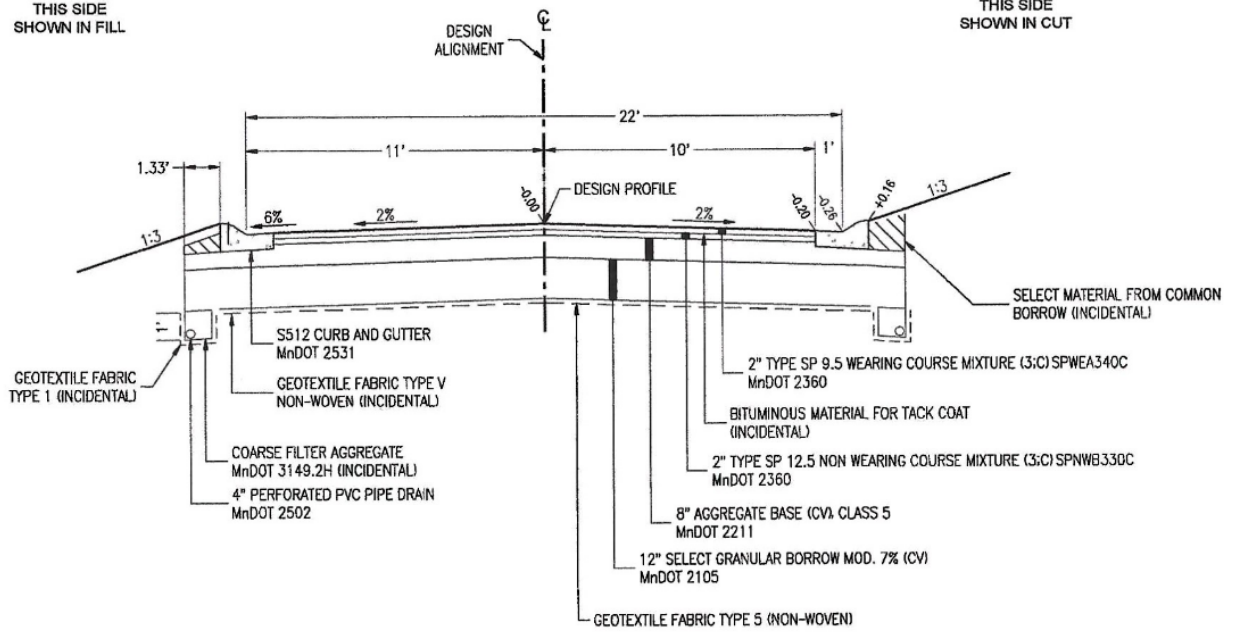 THIS SIDE
SHOWN IN FILL
THIS SIDE
SHOWN IN CUT
℄
DESIGN
ALIGNMENT
22'
11'
10'
1'
1.33'
-0.00
DESIGN PROFILE
-0.20
-0.26
+0.16
1:3
6%
2%
2%
1:3
SELECT MATERIAL FROM COMMON
BORROW (INCIDENTAL)
1'
S512 CURB AND GUTTER
MnDOT 2531
GEOTEXTILE FABRIC
TYPE 1 (INCIDENTAL)
GEOTEXTILE FABRIC TYPE V
NON-WOVEN (INCIDENTAL)
2" TYPE SP 9.5 WEARING COURSE MIXTURE (3;C) SPWEA340C
MnDOT 2360
BITUMINOUS MATERIAL FOR TACK COAT
(INCIDENTAL)
COARSE FILTER AGGREGATE
MnDOT 3149.2H (INCIDENTAL)
2" TYPE SP 12.5 NON WEARING COURSE MIXTURE (3;C) SPNWB330C
MnDOT 2360
4" PERFORATED PVC PIPE DRAIN
MnDOT 2502
8" AGGREGATE BASE (CV), CLASS 5
MnDOT 2211
12" SELECT GRANULAR BORROW MOD. 7% (CV)
MnDOT 2105
GEOTEXTILE FABRIC TYPE 5 (NON-WOVEN)